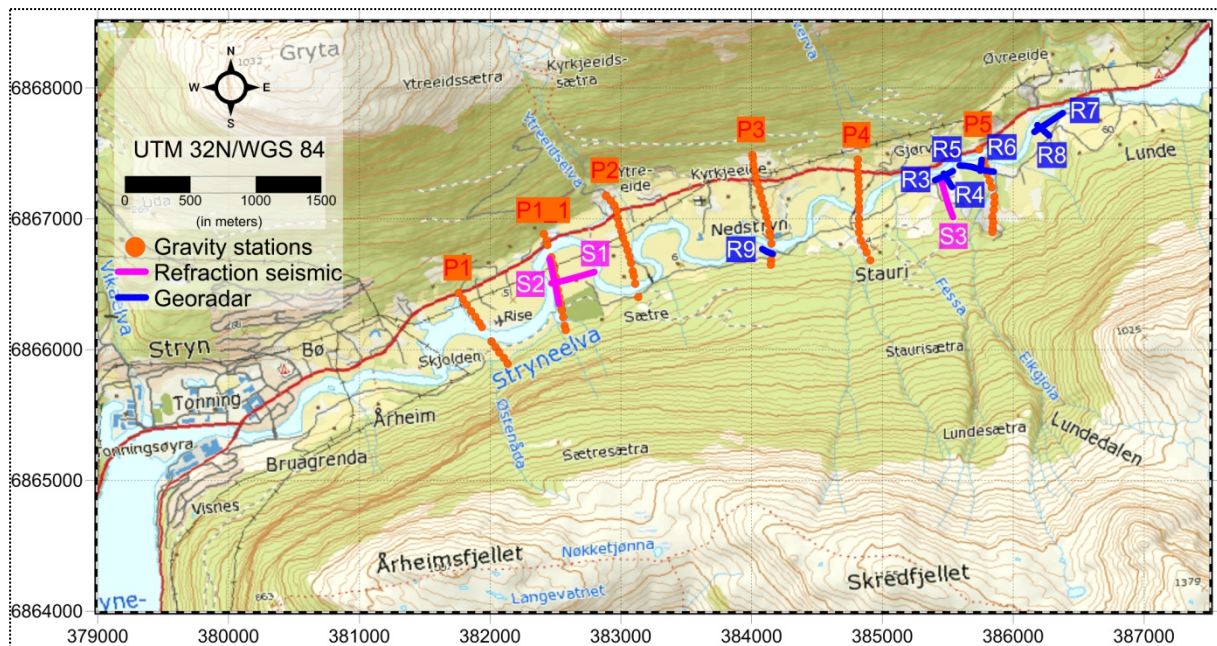 Gryta
1032
N
W
E
S
UTM 32N/WGS 84
0 500 1000 1500
(in meters)
Gravity stations
Refraction seismic
Georadar
Ytreeidssætra
Kyrkjeeids-
sætra
Ytreeidselva
Øvreeide
P1
P1_1
P2
P3
P4
P5
R3
R4
R5
R6
R7
R8
R9
S1
S2
S3
Ytre-
eide
Kyrkjeeide
Nedstryn
60
Lunde
Stauri
Fessa
Elkgjola
Staurisætra
1025
Lundesætra
Lundedalen
Vikaelva
Stryn
Bø
Rise
5
6
Sætre
Skjolden
Stryneelva
Tonning
Tonningsøyra
Årheim
Bruagrenda
Visnes
Østenåda
Sætresætra
Årheimsfjellet
Nøkketjønna
Langevatnet
863
Skredfjellet
1379
6868000
6867000
6866000
6865000
6864000
379000 380000 381000 382000 383000 384000 385000 386000 387000